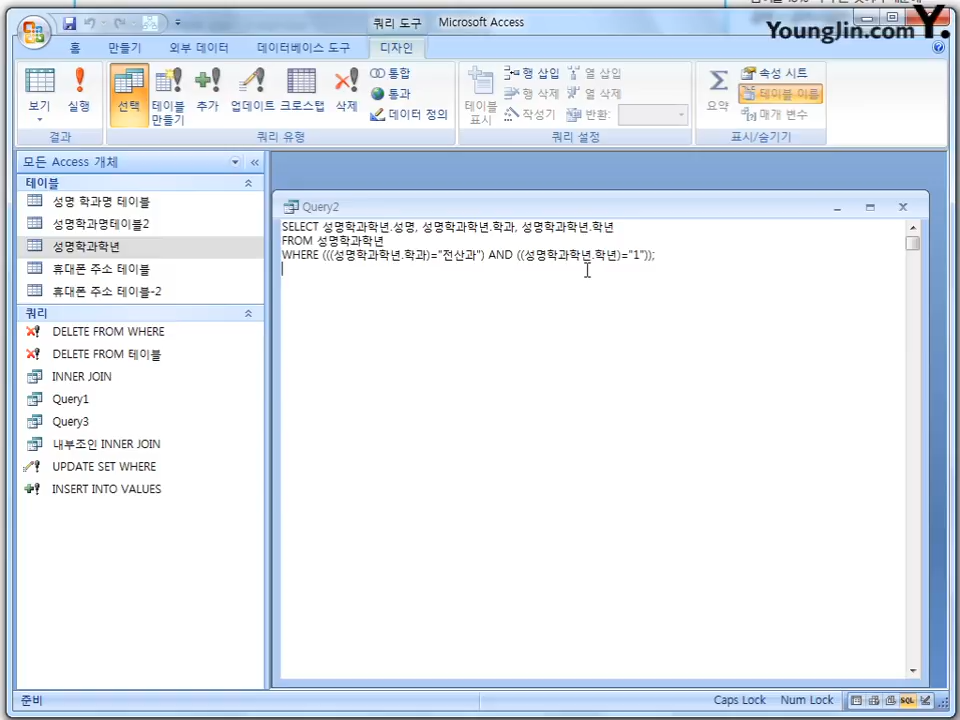 쿼리 도구 Microsoft Access
YoungJin.com Y.
홈 만들기 외부 데이터 데이터베이스 도구 디자인
보기 실행 선택 테이블 만들기 추가 업데이트 크로스탭 삭제
통합
통과
데이터 정의
테이블 표시
행 삽입
행 삭제
작성기
열 삽입
열 삭제
반환:
요약
속성 시트
테이블 이름
매개 변수
결과 쿼리 유형 쿼리 설정 표시/숨기기
모든 Access 개체
테이블
성명 학과명 테이블
성명학과명테이블2
성명학과학년
휴대폰 주소 테이블
휴대폰 주소 테이블-2
쿼리
DELETE FROM WHERE
DELETE FROM 테이블
INNER JOIN
Query1
Query3
내부조인 INNER JOIN
UPDATE SET WHERE
INSERT INTO VALUES
Query2
SELECT 성명학과학년.성명, 성명학과학년.학과, 성명학과학년.학년
FROM 성명학과학년
WHERE (((성명학과학년.학과)="전산과") AND ((성명학과학년.학년)="1"));
준비
Caps Lock Num Lock SQL